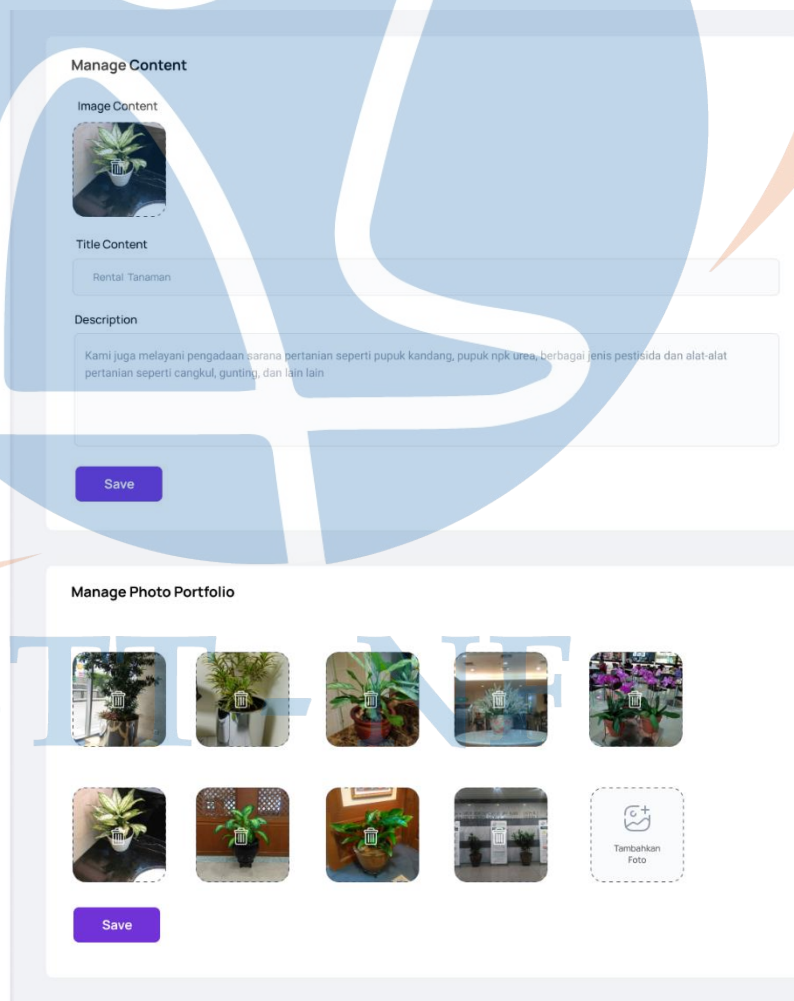 Manage Content
Image Content
Title Content
Rental Tanaman
Description
Kami juga melayani pengadaan sarana pertanian seperti pupuk kandang, pupuk npk urea, berbagai jenis pestisida dan alat-alat
pertanian seperti cangkul, gunting, dan lain lain
Save
Manage Photo Portfolio
TT - NF
Tambahkan
Foto
Save